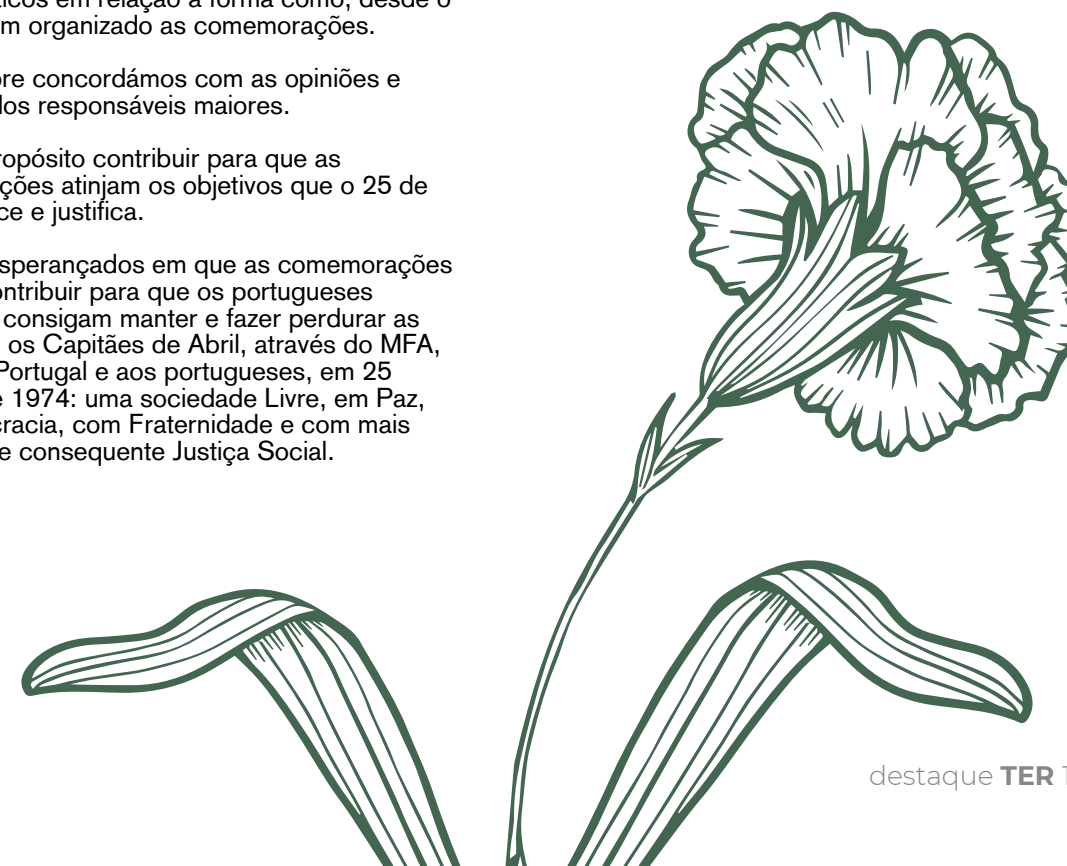 ticos em relação à forma como, desde o
m organizado as comemorações.
re concordámos com as opiniões e
los responsáveis maiores.
ropósito contribuir para que as
ções atinjam os objetivos que o 25 de
ce e justifica.
sperançados em que as comemorações
ontribuir para que os portugueses
consigam manter e fazer perdurar as
os Capitães de Abril, através do MFA,
Portugal e aos portugueses, em 25
e 1974: uma sociedade Livre, em Paz,
cracia, com Fraternidade e com mais
e consequente Justiça Social.
destaque TER